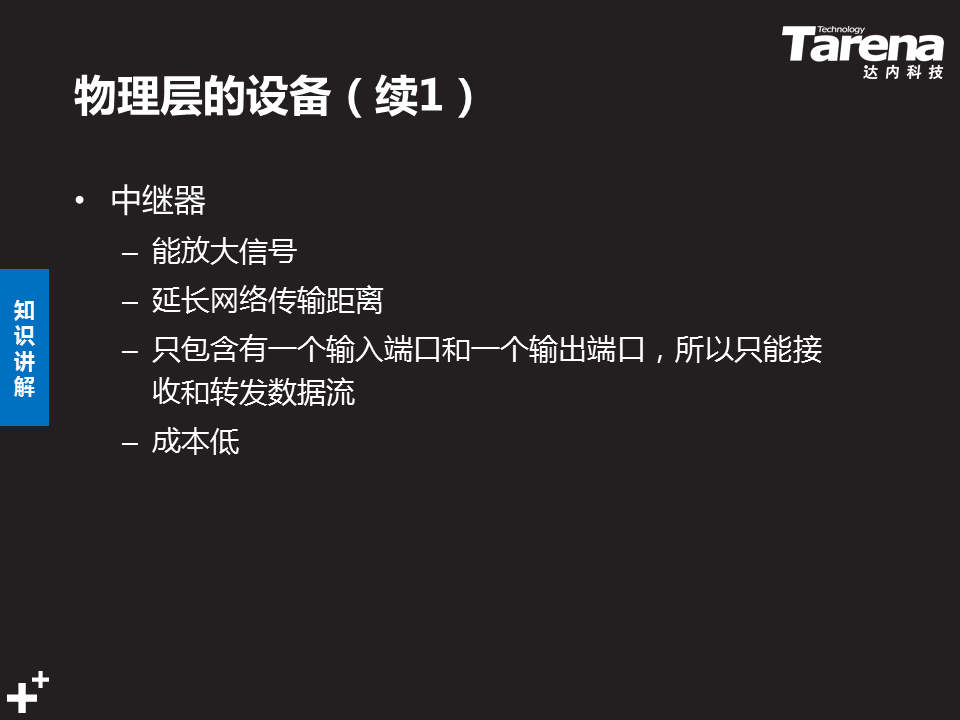 Technology
Tarena
达内科技
物理层的设备（续1）
• 中继器
– 能放大信号
– 延长网络传输距离
– 只包含有一个输入端口和一个输出端口，所以只能接
收和转发数据流
– 成本低
知
识
讲
解